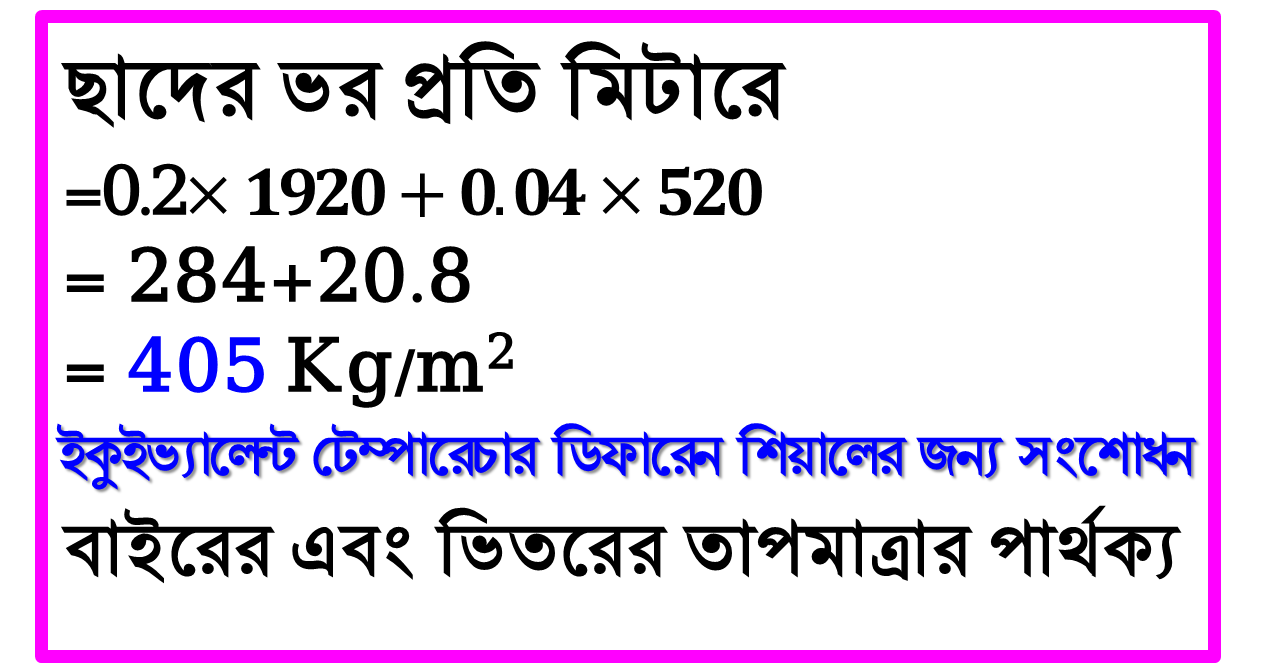 ছাদের ভর প্রতি মিটারে
=0.2× 1920 + 0.04 × 520
= 284+20.8
= 405 Kg/m²
ইকুইভ্যালেন্ট টেম্পারেচার ডিফারেন শিয়ালের জন্য সংশোধন
বাইরের এবং ভিতরের তাপমাত্রার পার্থক্য